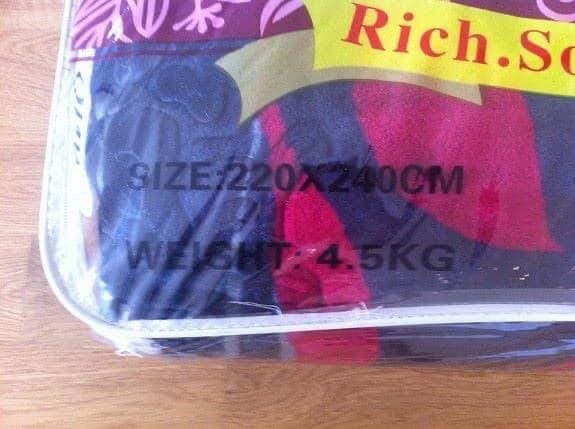 Rich.So
SIZE:220X240CM
WEIGHT: 4.5KG